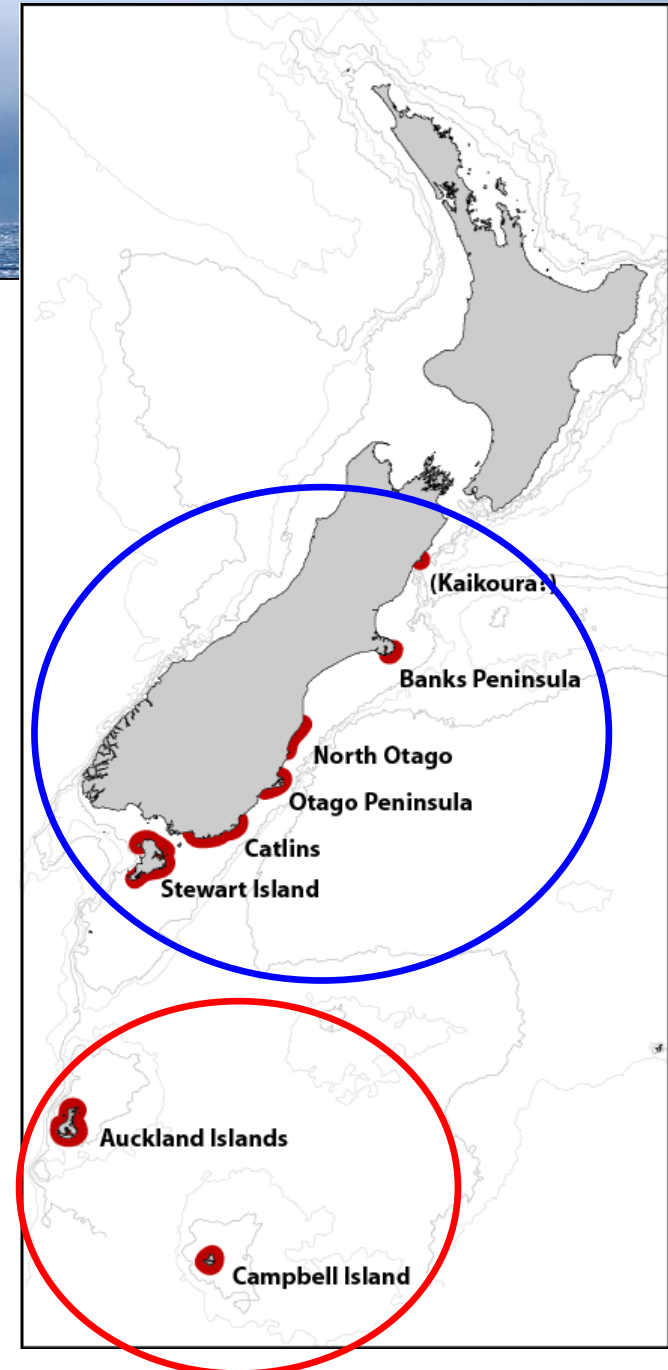 (Kaikoura?)
Banks Peninsula
North Otago
Otago Peninsula
Catlins
Stewart Island
Auckland Islands
Campbell Island